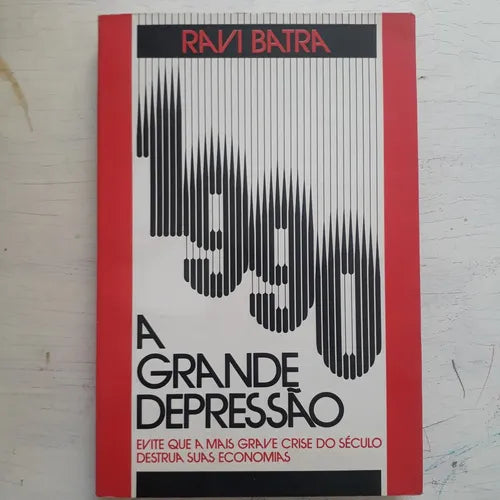 RAVI BATRA
1990
A
GRANDE
DEPRESSÃO
EVITE QUE A MAIS GRAVE CRISE DO SÉCULO
DESTRUA SUAS ECONOMIAS